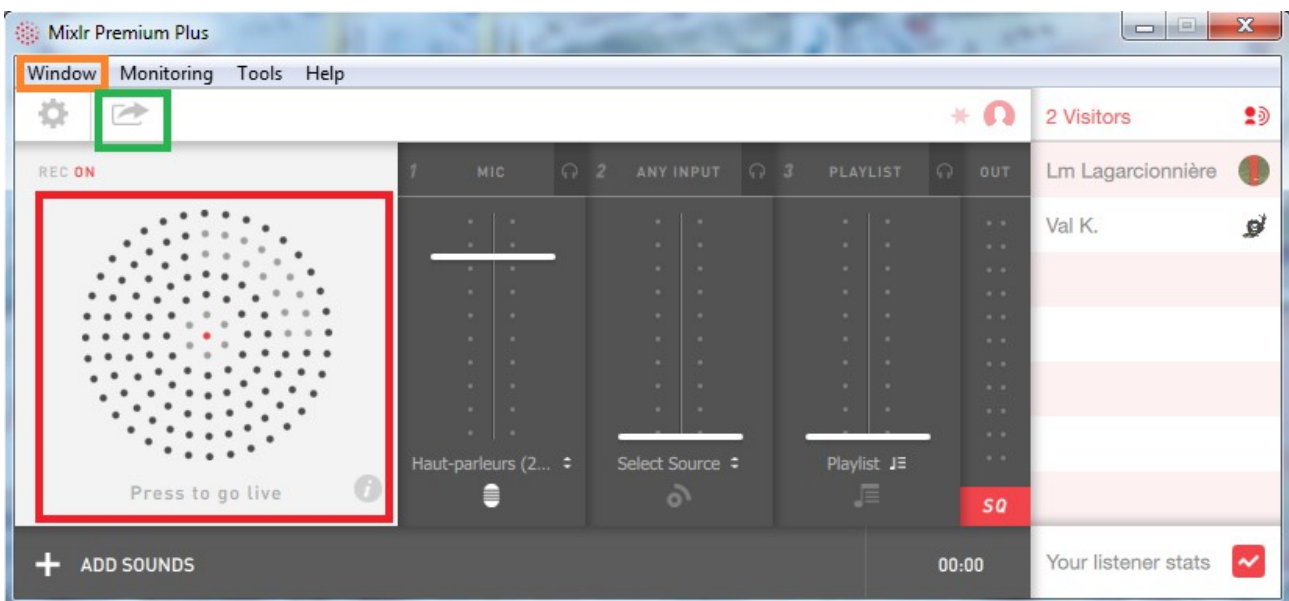 Mixlr Premium Plus
Window Monitoring Tools Help
2 Visitors
REC ON
1 MIC 2 ANY INPUT 3 PLAYLIST OUT
Lm Lagarcionnière
Val K.
Haut-parleurs (2... Select Source Playlist
Press to go live i
SQ
+ ADD SOUNDS 00:00 Your listener stats